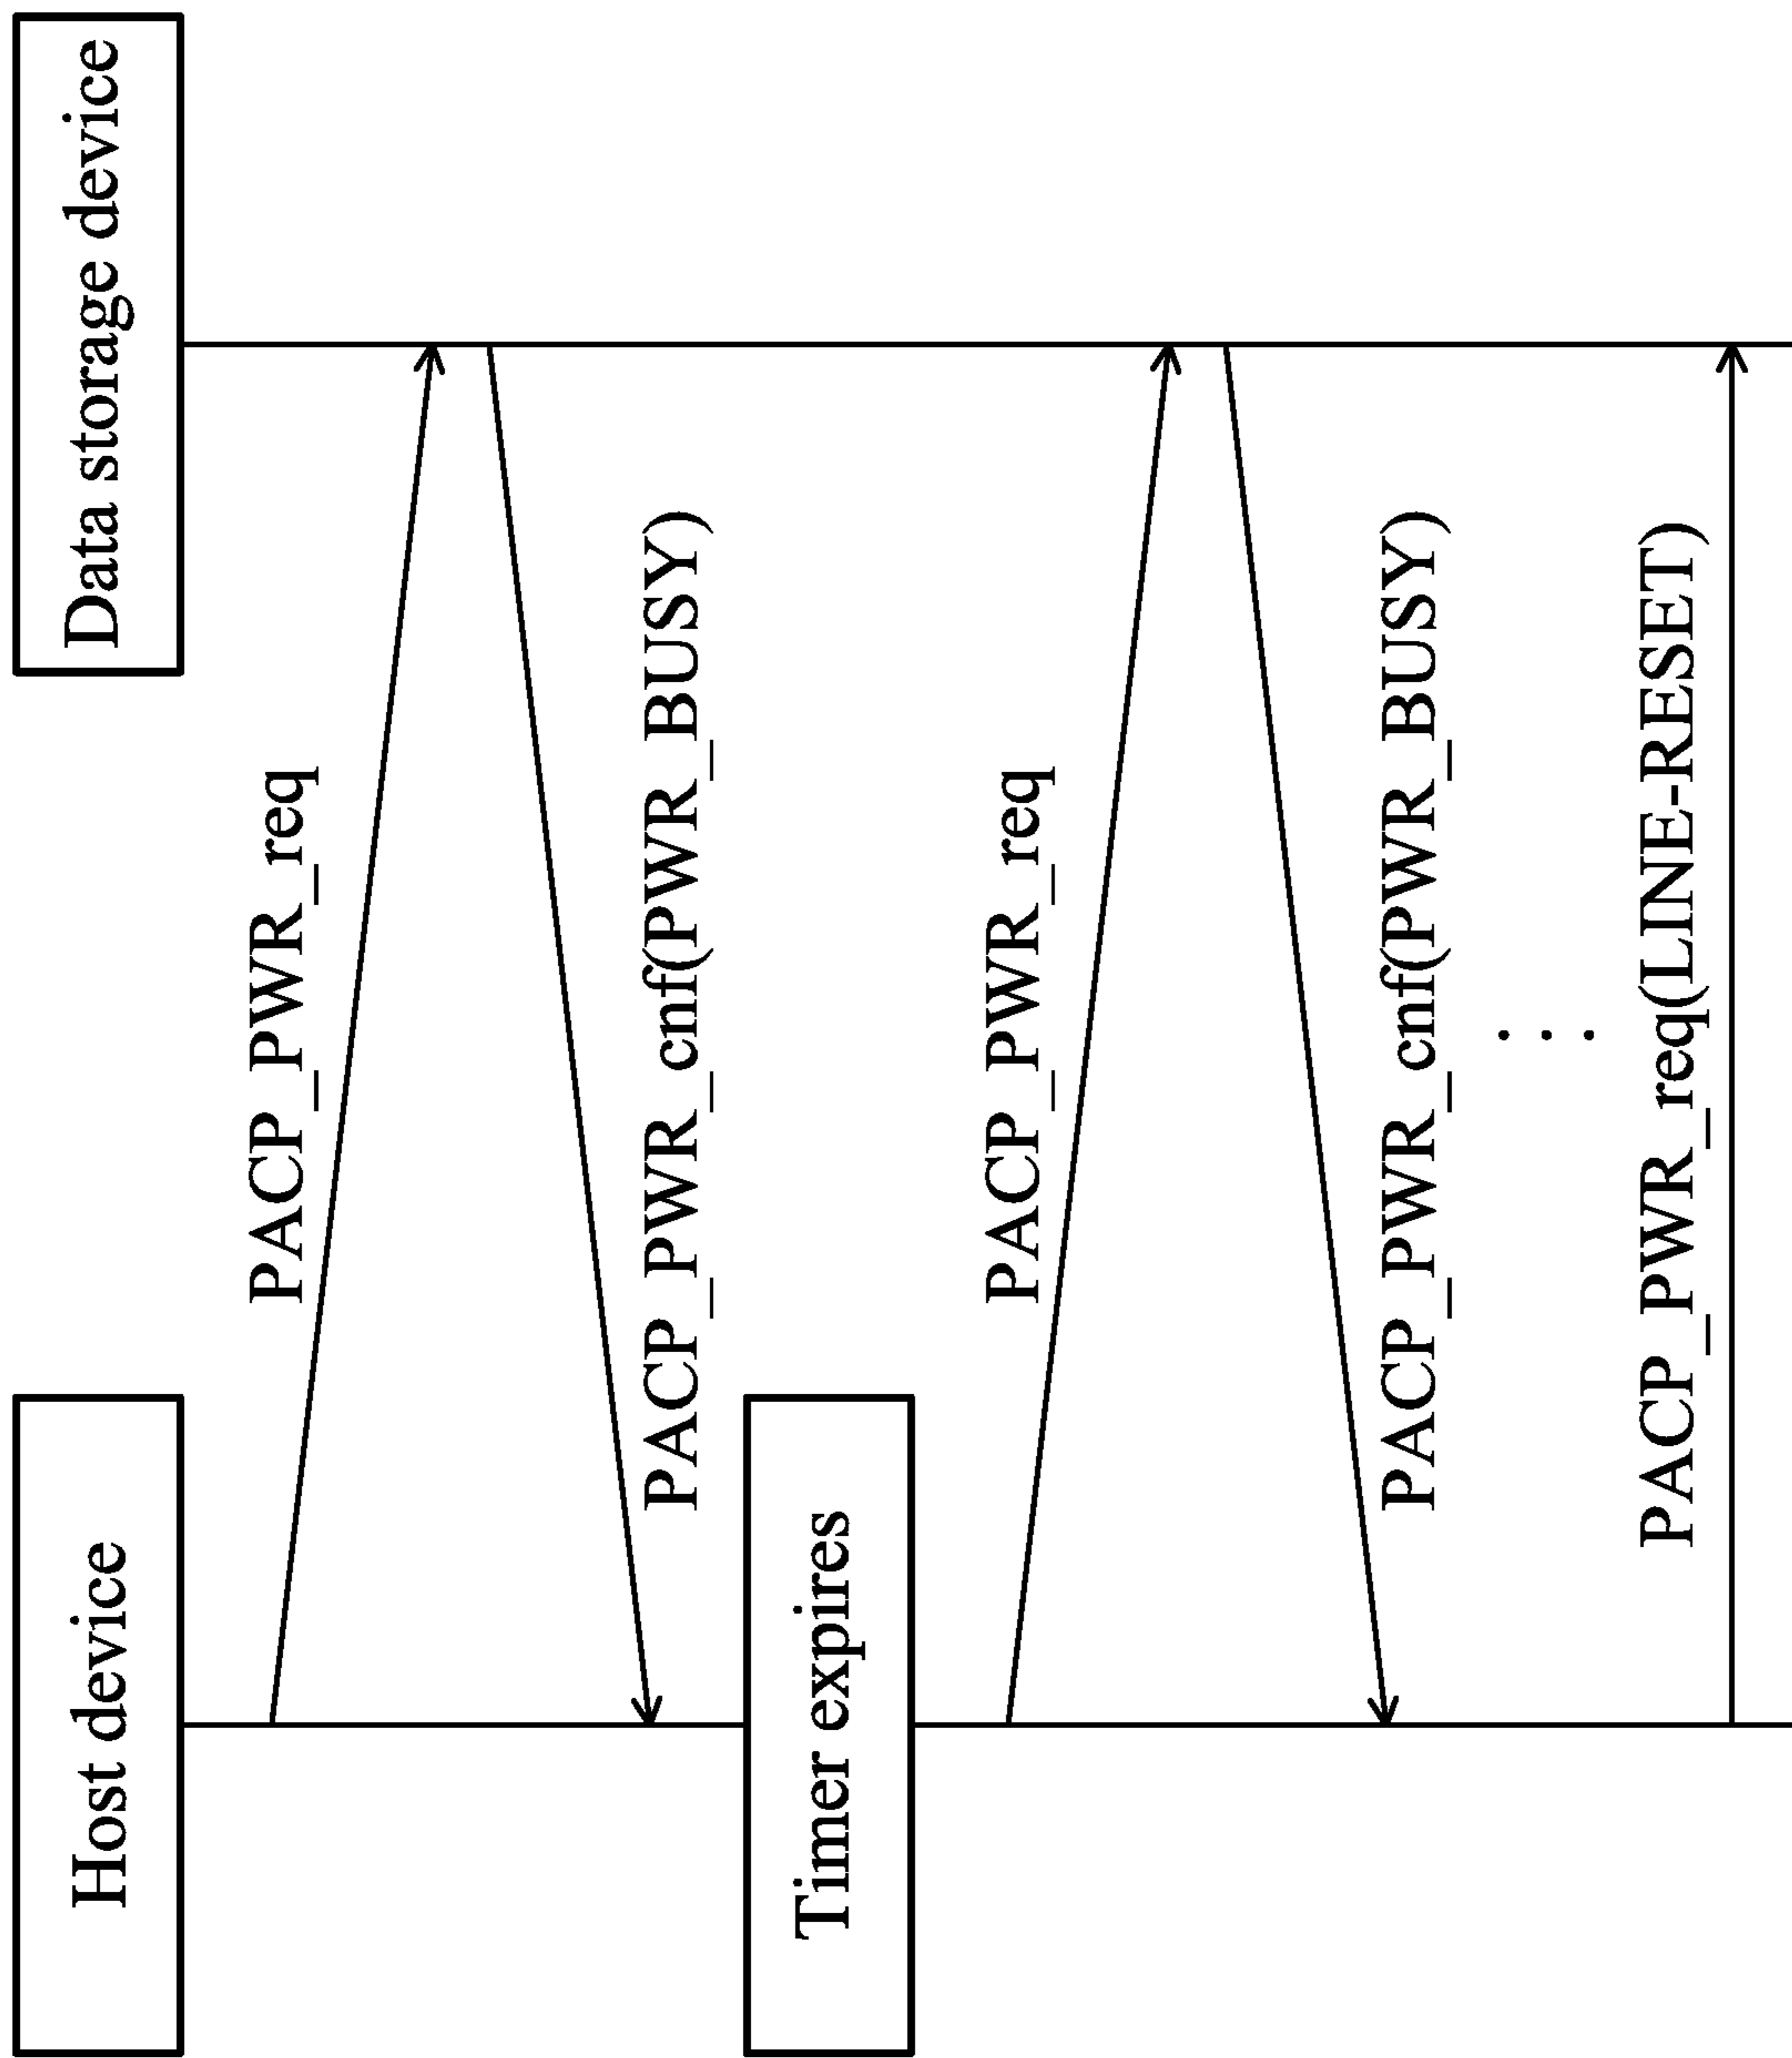 Host device
Data storage device
PACP_PWR_req
PACP_PWR_cnf(PWR_BUSY)
Timer expires
PACP_PWR_req
PACP_PWR_cnf(PWR_BUSY)
PACP_PWR_req(LINE-RESET)